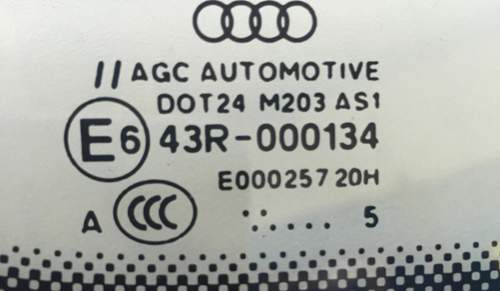 // AGC AUTOMOTIVE
DOT24 M203 AS1
E6 43R-000134
E000257 20H
A CCC ..:..... 5